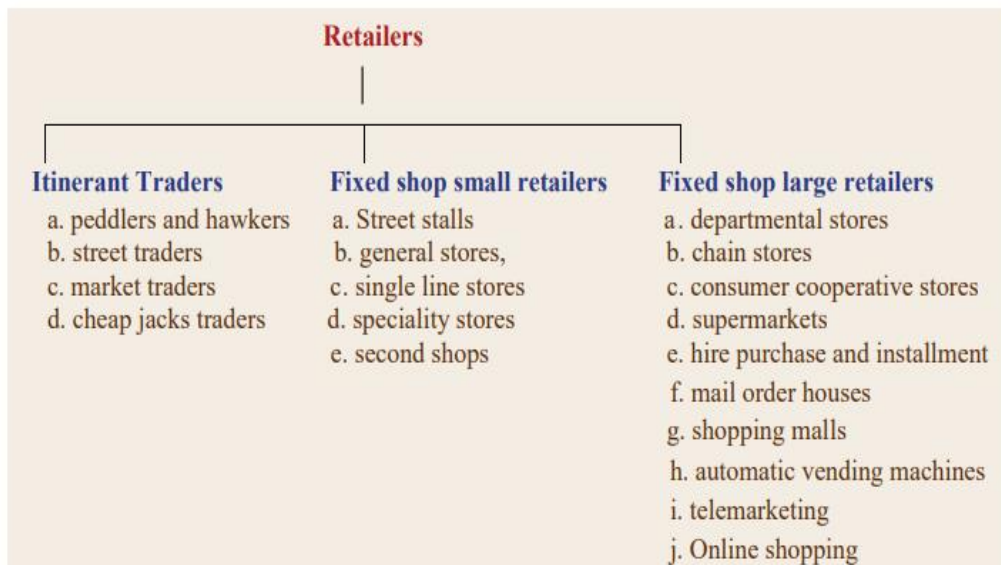 Retailers
Itinerant Traders
a. peddlers and hawkers
b. street traders
c. market traders
d. cheap jacks traders
Fixed shop small retailers
a. Street stalls
b. general stores,
c. single line stores
d. speciality stores
e. second shops
Fixed shop large retailers
a. departmental stores
b. chain stores
c. consumer cooperative stores
d. supermarkets
e. hire purchase and installment
f. mail order houses
g. shopping malls
h. automatic vending machines
i. telemarketing
j. Online shopping